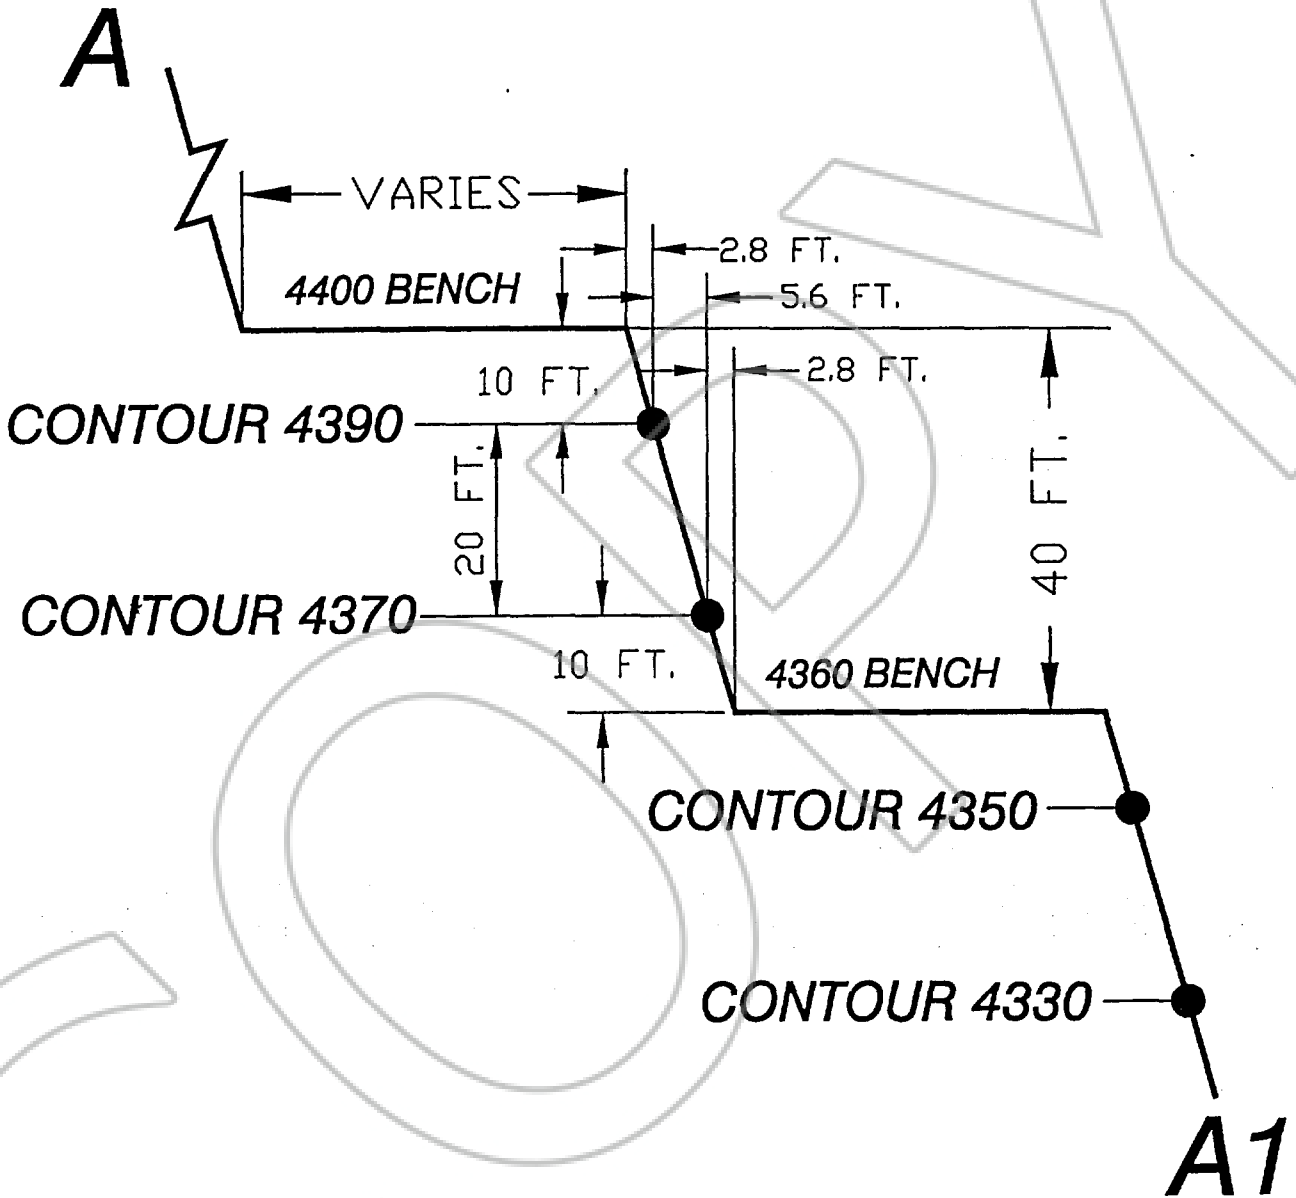 A
VARIES
2.8 FT.
4400 BENCH
5.6 FT.
10 FT.
2.8 FT.
CONTOUR 4390
20 FT.
40 FT.
CONTOUR 4370
10 FT.
4360 BENCH
CONTOUR 4350
CONTOUR 4330
A1
COPY